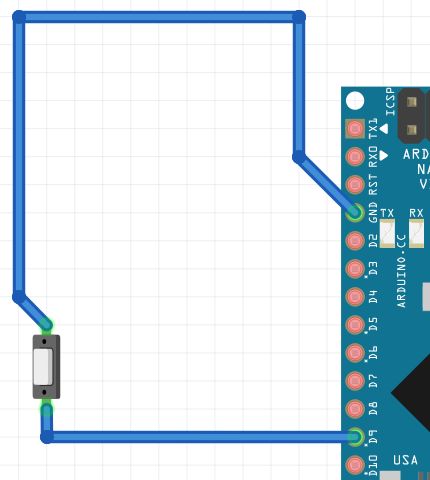 ICSP
TX1
RX0
RST
GND
D2
D3
D4
D5
D6
D7
D8
D9
D10
TX RX
ARDUINO.CC
ARD
NA
V
USA